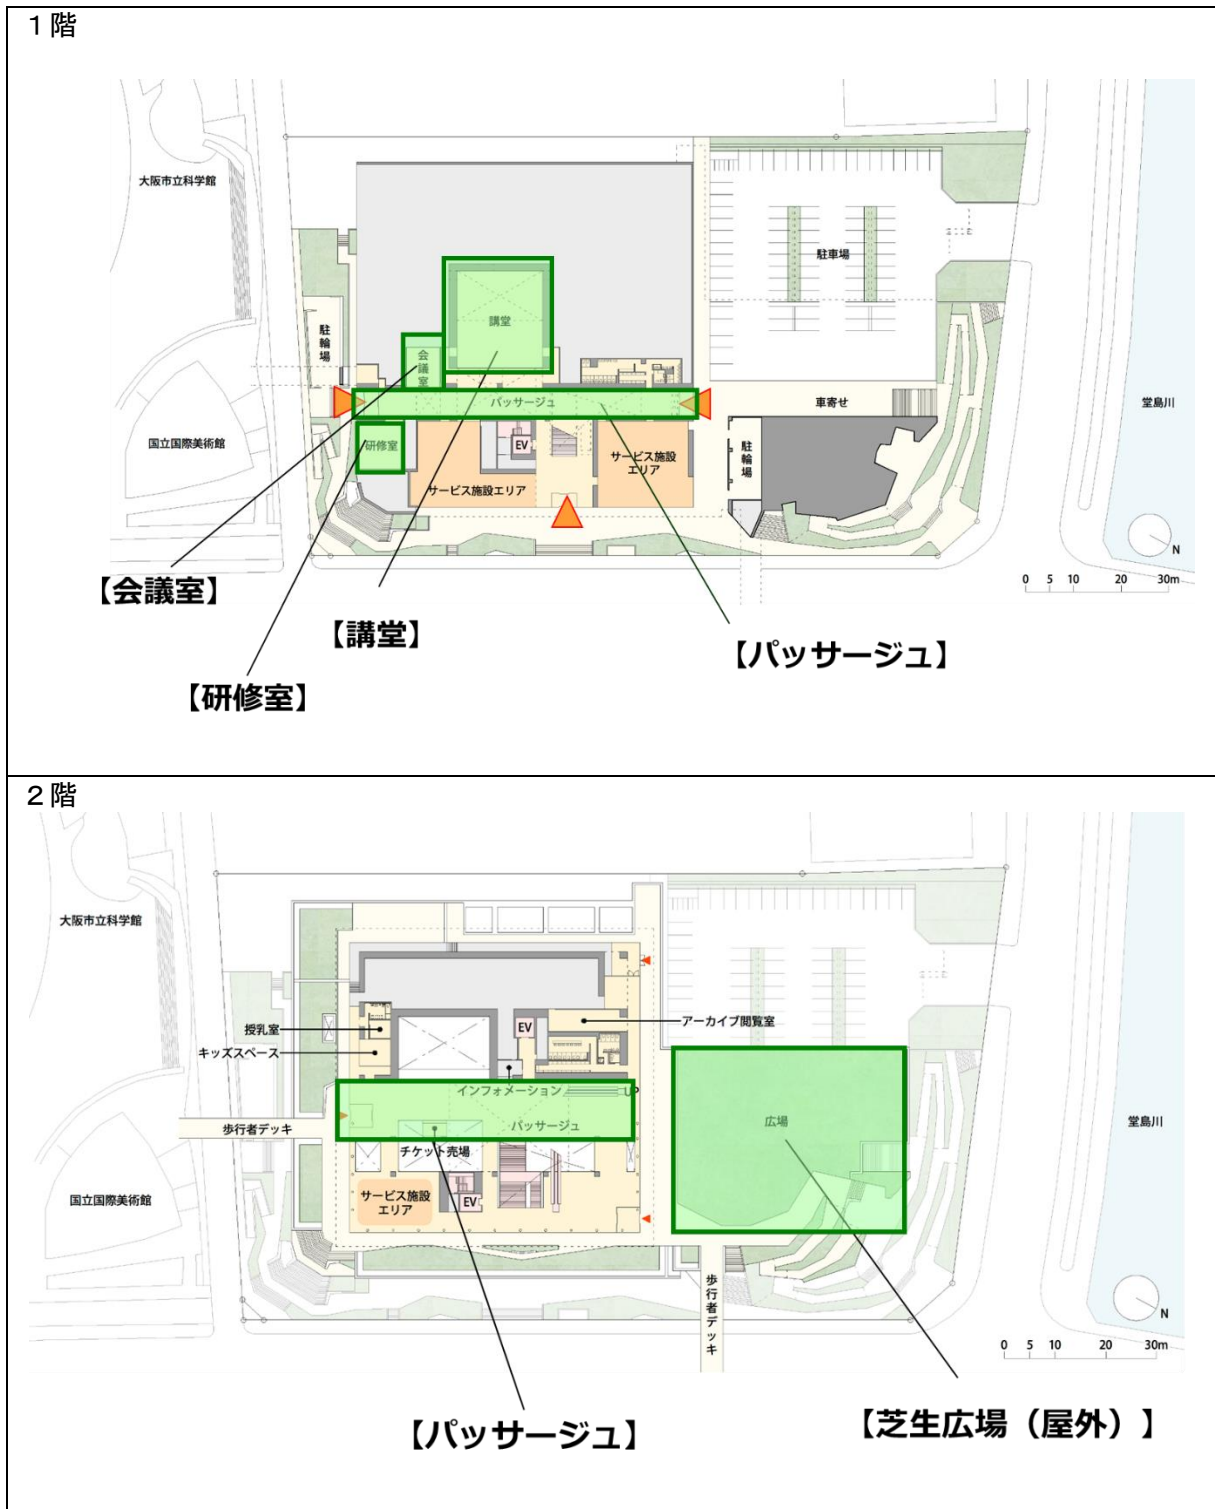 １階
大阪市立科学館
駐車場
講堂
駐輪場
会議室
パッサージュ
車寄せ
堂島川
国立国際美術館
研修室
EV
サービス施設
エリア
駐輪場
サービス施設エリア
N
0 5 10 20 30m
【会議室】
【講堂】
【パッサージュ】
【研修室】
２階
大阪市立科学館
授乳室
EV
アーカイブ閲覧室
キッズスペース
インフォメーション
UP
パッサージュ
広場
歩行者デッキ
堂島川
チケット売場
国立国際美術館
サービス施設
エリア
EV
歩行者デッキ
N
0 5 10 20 30m
【パッサージュ】
【芝生広場（屋外）】